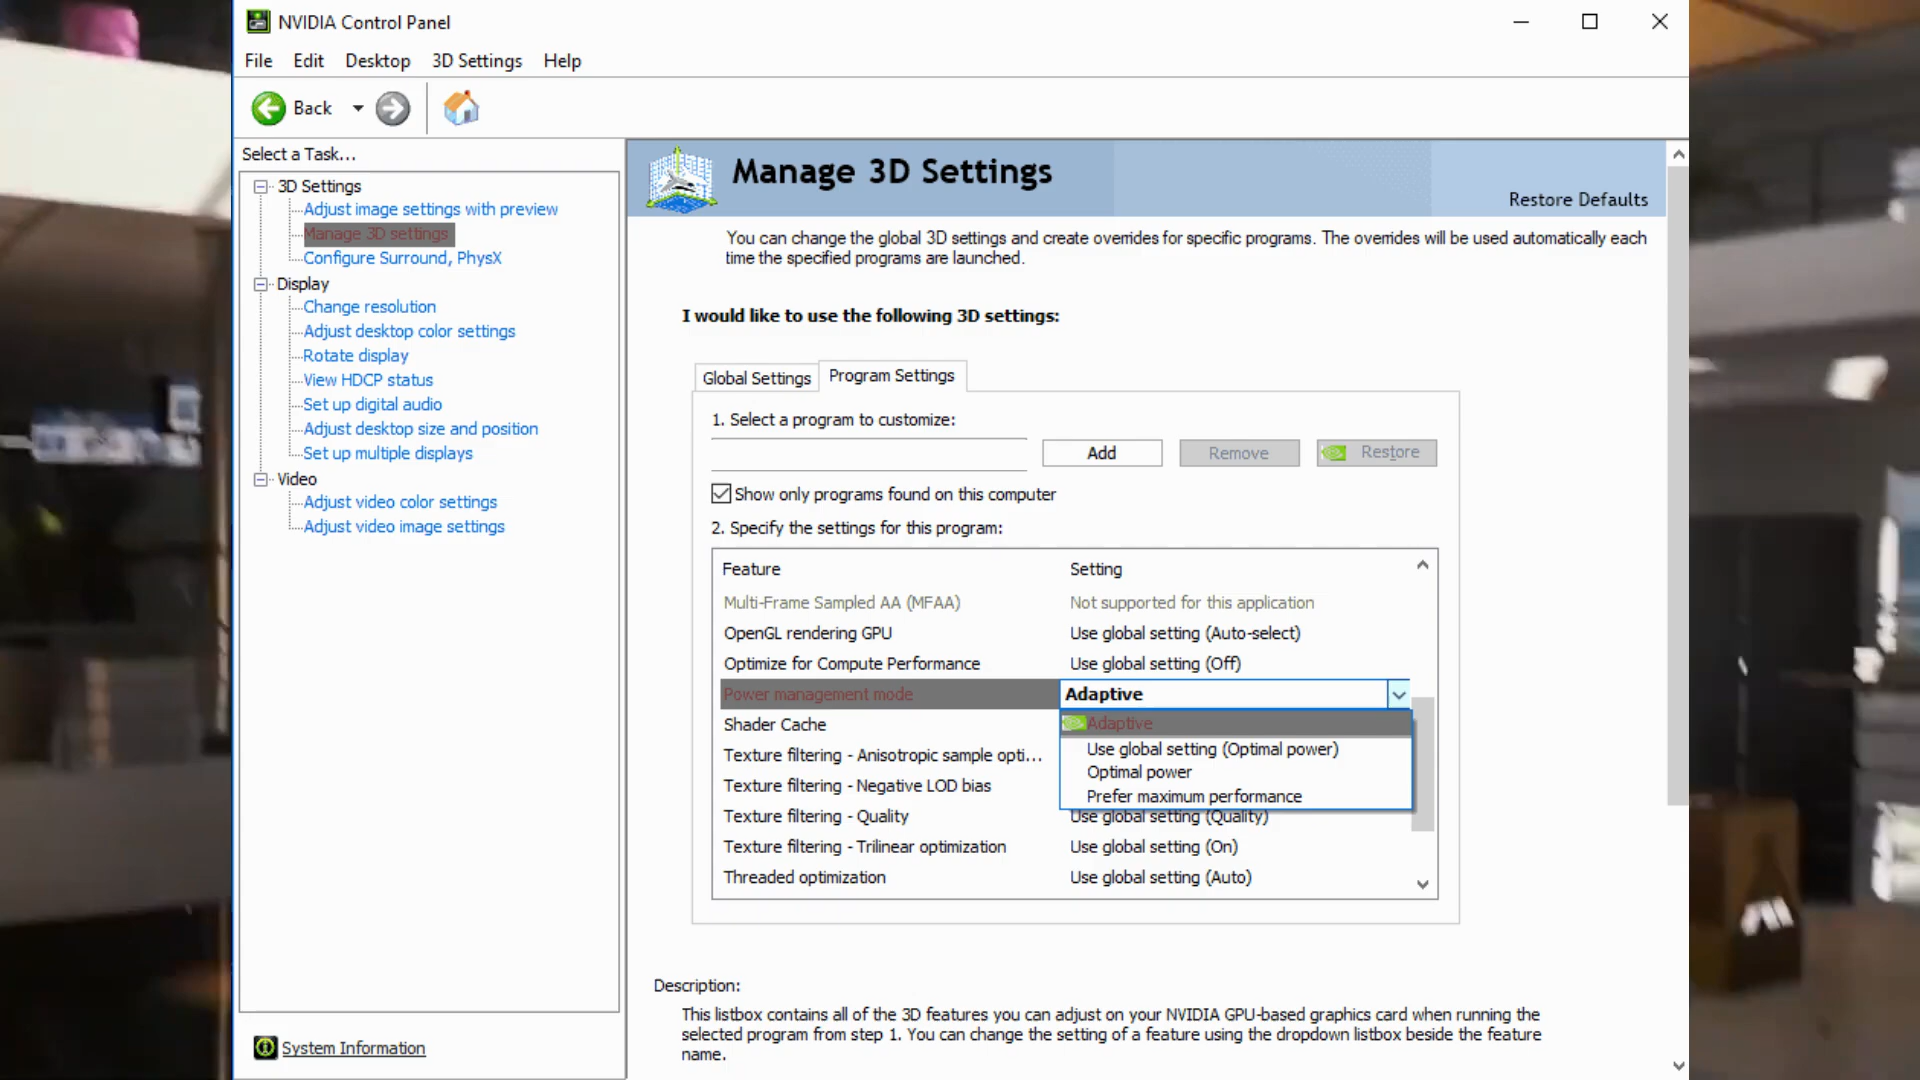 NVIDIA Control Panel
File Edit Desktop 3D Settings Help
Back
Select a Task...
3D Settings
Adjust image settings with preview
Manage 3D settings
Configure Surround, PhysX
Display
Change resolution
Adjust desktop color settings
Rotate display
View HDCP status
Set up digital audio
Adjust desktop size and position
Set up multiple displays
Video
Adjust video color settings
Adjust video image settings
System Information
Manage 3D Settings
Restore Defaults
You can change the global 3D settings and create overrides for specific programs. The overrides will be used automatically each
time the specified programs are launched.
I would like to use the following 3D settings:
Global Settings Program Settings
1. Select a program to customize:
Add Remove Restore
Show only programs found on this computer
2. Specify the settings for this program:
Feature Setting
Multi-Frame Sampled AA (MFAA) Not supported for this application
OpenGL rendering GPU Use global setting (Auto-select)
Optimize for Compute Performance Use global setting (Off)
Power management mode Adaptive
Shader Cache Adaptive
Use global setting (Optimal power)
Texture filtering - Anisotropic sample opti... Optimal power
Texture filtering - Negative LOD bias Prefer maximum performance
Texture filtering - Quality Use global setting (Quality)
Texture filtering - Trilinear optimization Use global setting (On)
Threaded optimization Use global setting (Auto)
Description:
This listbox contains all of the 3D features you can adjust on your NVIDIA GPU-based graphics card when running the
selected program from step 1. You can change the setting of a feature using the dropdown listbox beside the feature
name.